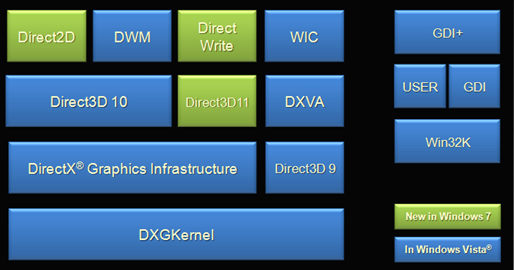 Direct2D
DWM
Direct
Write
WIC
GDI+
Direct3D 10
Direct3D11
DXVA
USER
GDI
Win32K
DirectX® Graphics Infrastructure
Direct3D 9
DXGKernel
New in Windows 7
In Windows Vista®